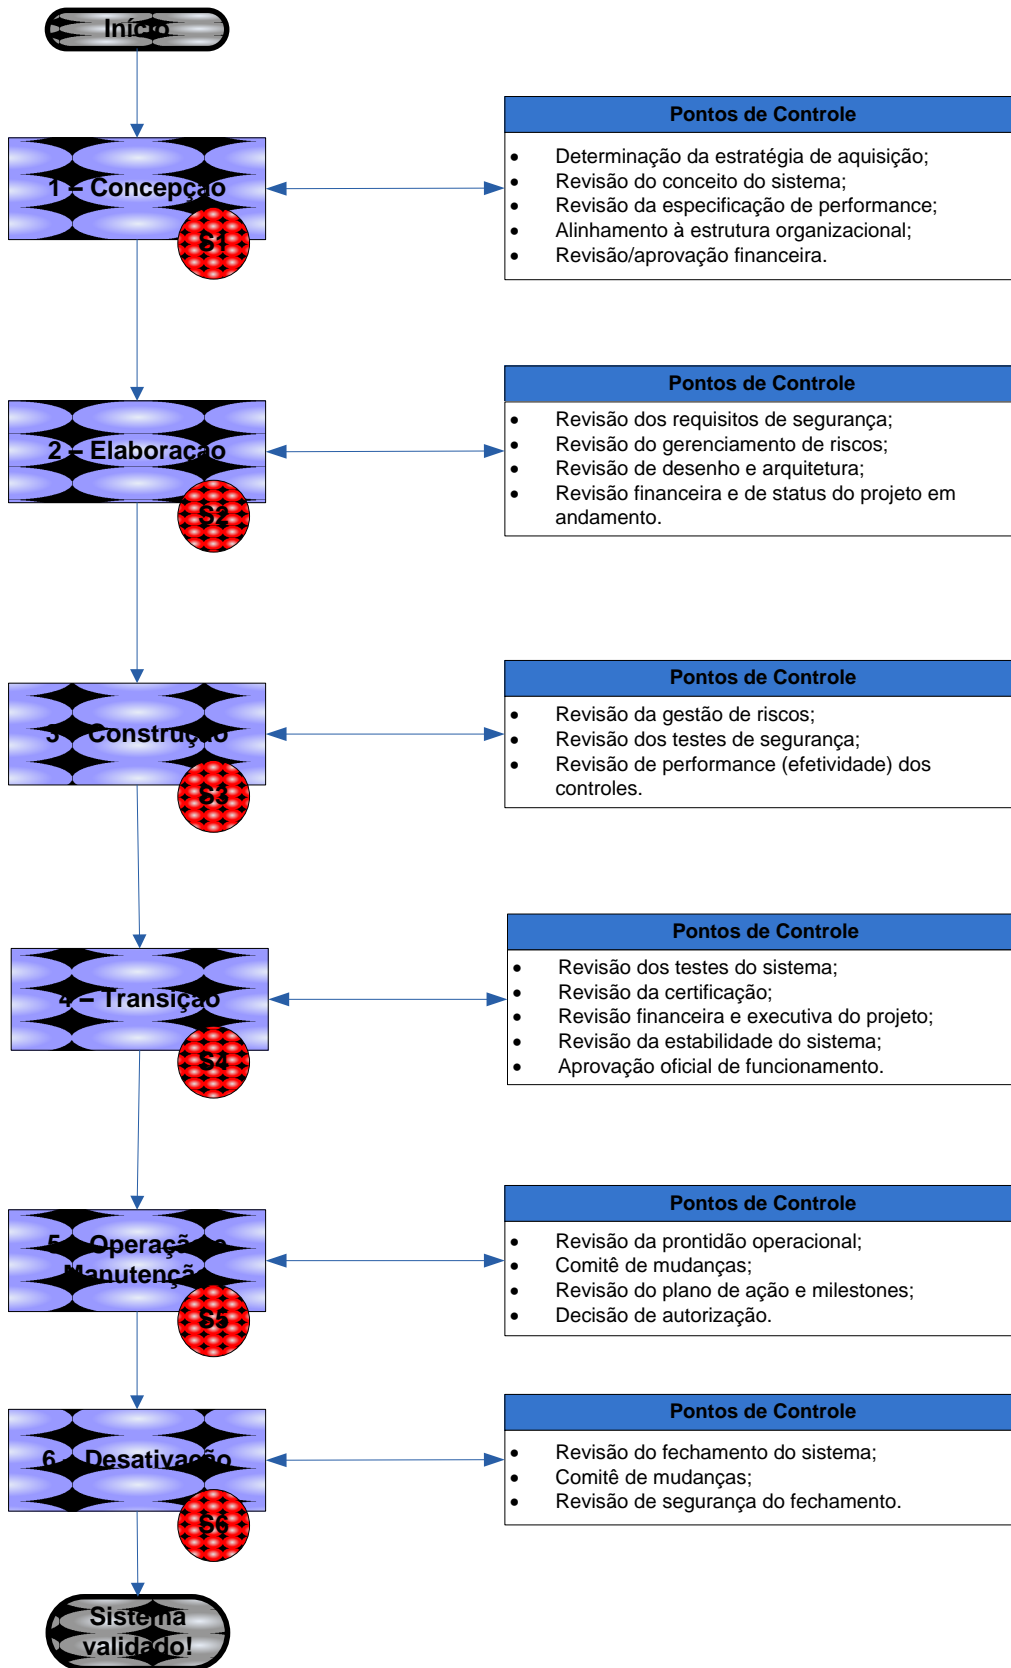 Início
1 – Concepção
S1
Pontos de Controle
• Determinação da estratégia de aquisição;
• Revisão do conceito do sistema;
• Revisão da especificação de performance;
• Alinhamento à estrutura organizacional;
• Revisão/aprovação financeira.
2 – Elaboração
S2
Pontos de Controle
• Revisão dos requisitos de segurança;
• Revisão do gerenciamento de riscos;
• Revisão de desenho e arquitetura;
• Revisão financeira e de status do projeto em
andamento.
3 – Construção
S3
Pontos de Controle
• Revisão da gestão de riscos;
• Revisão dos testes de segurança;
• Revisão de performance (efetividade) dos
controles.
4 – Transição
S4
Pontos de Controle
• Revisão dos testes do sistema;
• Revisão da certificação;
• Revisão financeira e executiva do projeto;
• Revisão da estabilidade do sistema;
• Aprovação oficial de funcionamento.
5 – Operação e
Manutenção
S5
Pontos de Controle
• Revisão da prontidão operacional;
• Comitê de mudanças;
• Revisão do plano de ação e milestones;
• Decisão de autorização.
6 – Desativação
S6
Pontos de Controle
• Revisão do fechamento do sistema;
• Comitê de mudanças;
• Revisão de segurança do fechamento.
Sistema
validado!